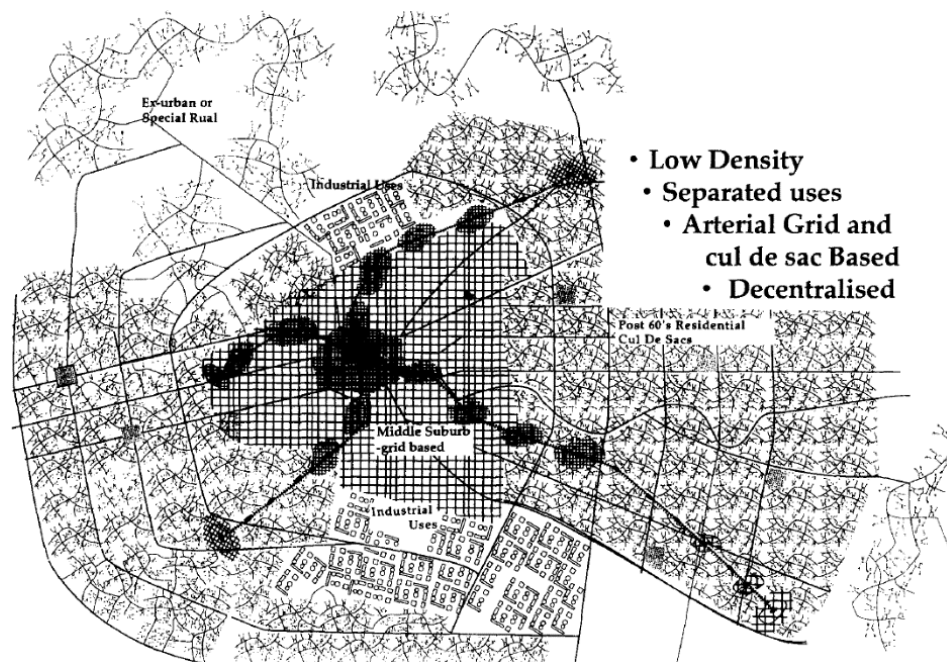 Ex-urban or
Special Rual
Industrial Uses
• Low Density
• Separated uses
• Arterial Grid and
cul de sac Based
• Decentralised
Post 60's Residential
Cul De Sacs
Middle Suburb
-grid based
Industrial
Uses